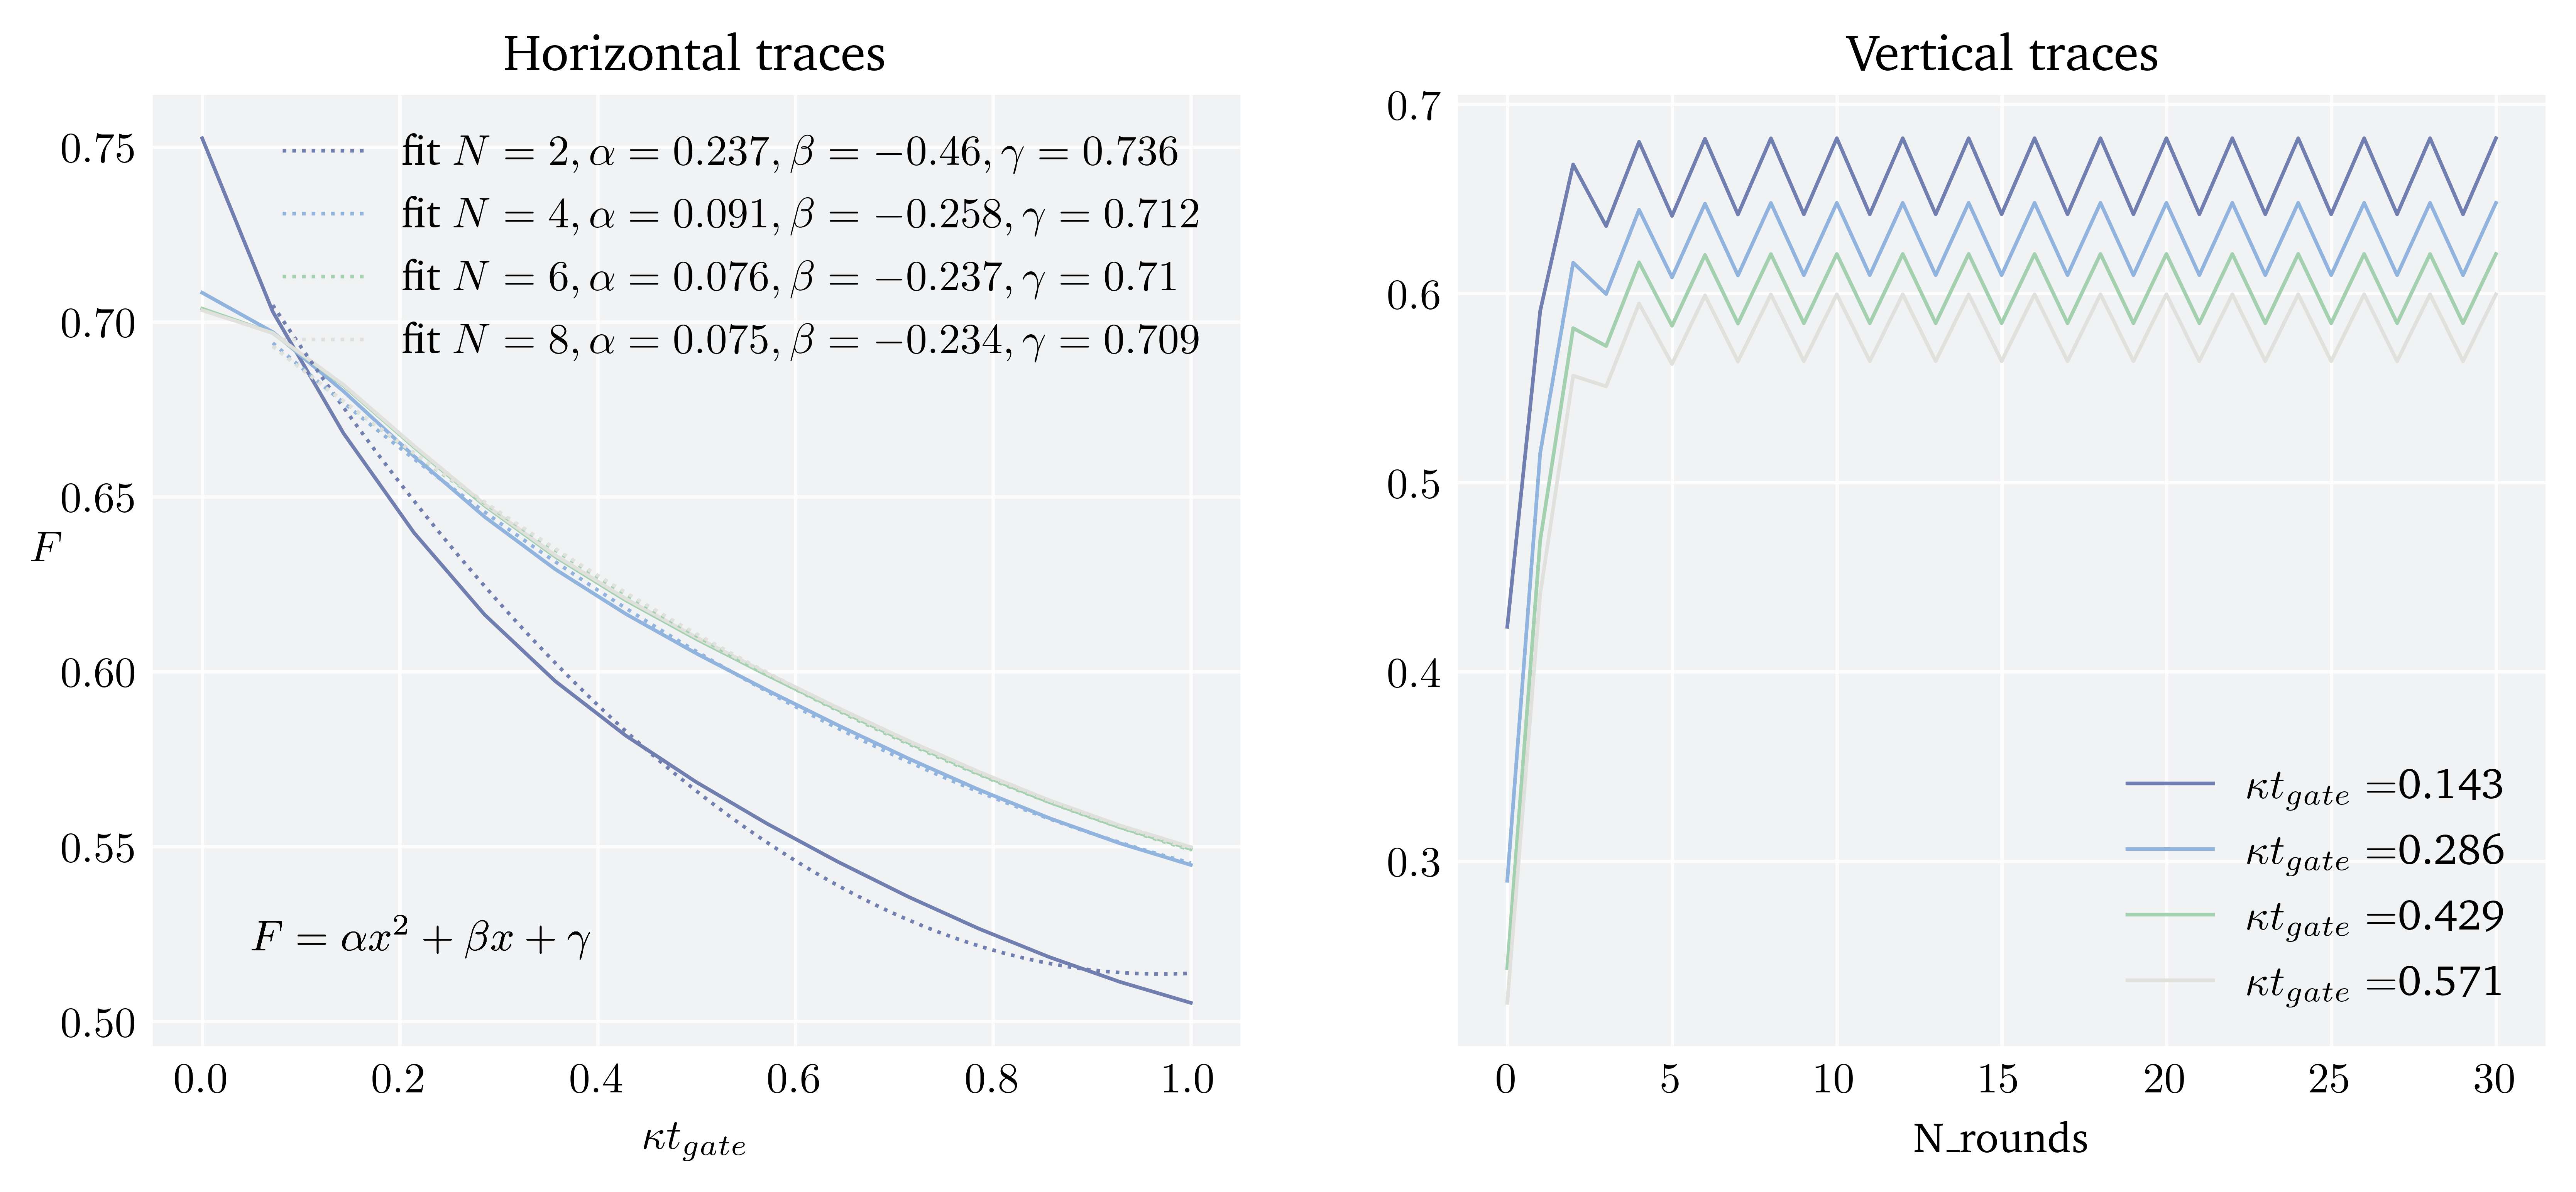 Horizontal traces
0.75
0.70
0.65
0.60
0.55
0.50
F
fit N = 2, α = 0.237, β = −0.46, γ = 0.736
fit N = 4, α = 0.091, β = −0.258, γ = 0.712
fit N = 6, α = 0.076, β = −0.237, γ = 0.71
fit N = 8, α = 0.075, β = −0.234, γ = 0.709
F = αx² + βx + γ
0.0 0.2 0.4 0.6 0.8 1.0
κt_gate
Vertical traces
0.7
0.6
0.5
0.4
0.3
κt_gate =0.143
κt_gate =0.286
κt_gate =0.429
κt_gate =0.571
0 5 10 15 20 25 30
N_rounds